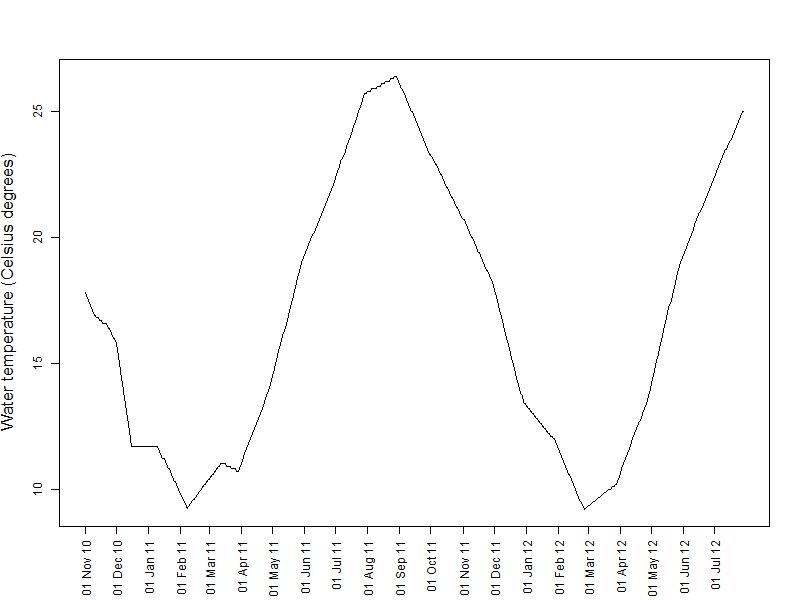 Water temperature (Celsius degrees)
25
20
15
10
01 Nov 10
01 Dec 10
01 Jan 11
01 Feb 11
01 Mar 11
01 Apr 11
01 May 11
01 Jun 11
01 Jul 11
01 Aug 11
01 Sep 11
01 Oct 11
01 Nov 11
01 Dec 11
01 Jan 12
01 Feb 12
01 Mar 12
01 Apr 12
01 May 12
01 Jun 12
01 Jul 12